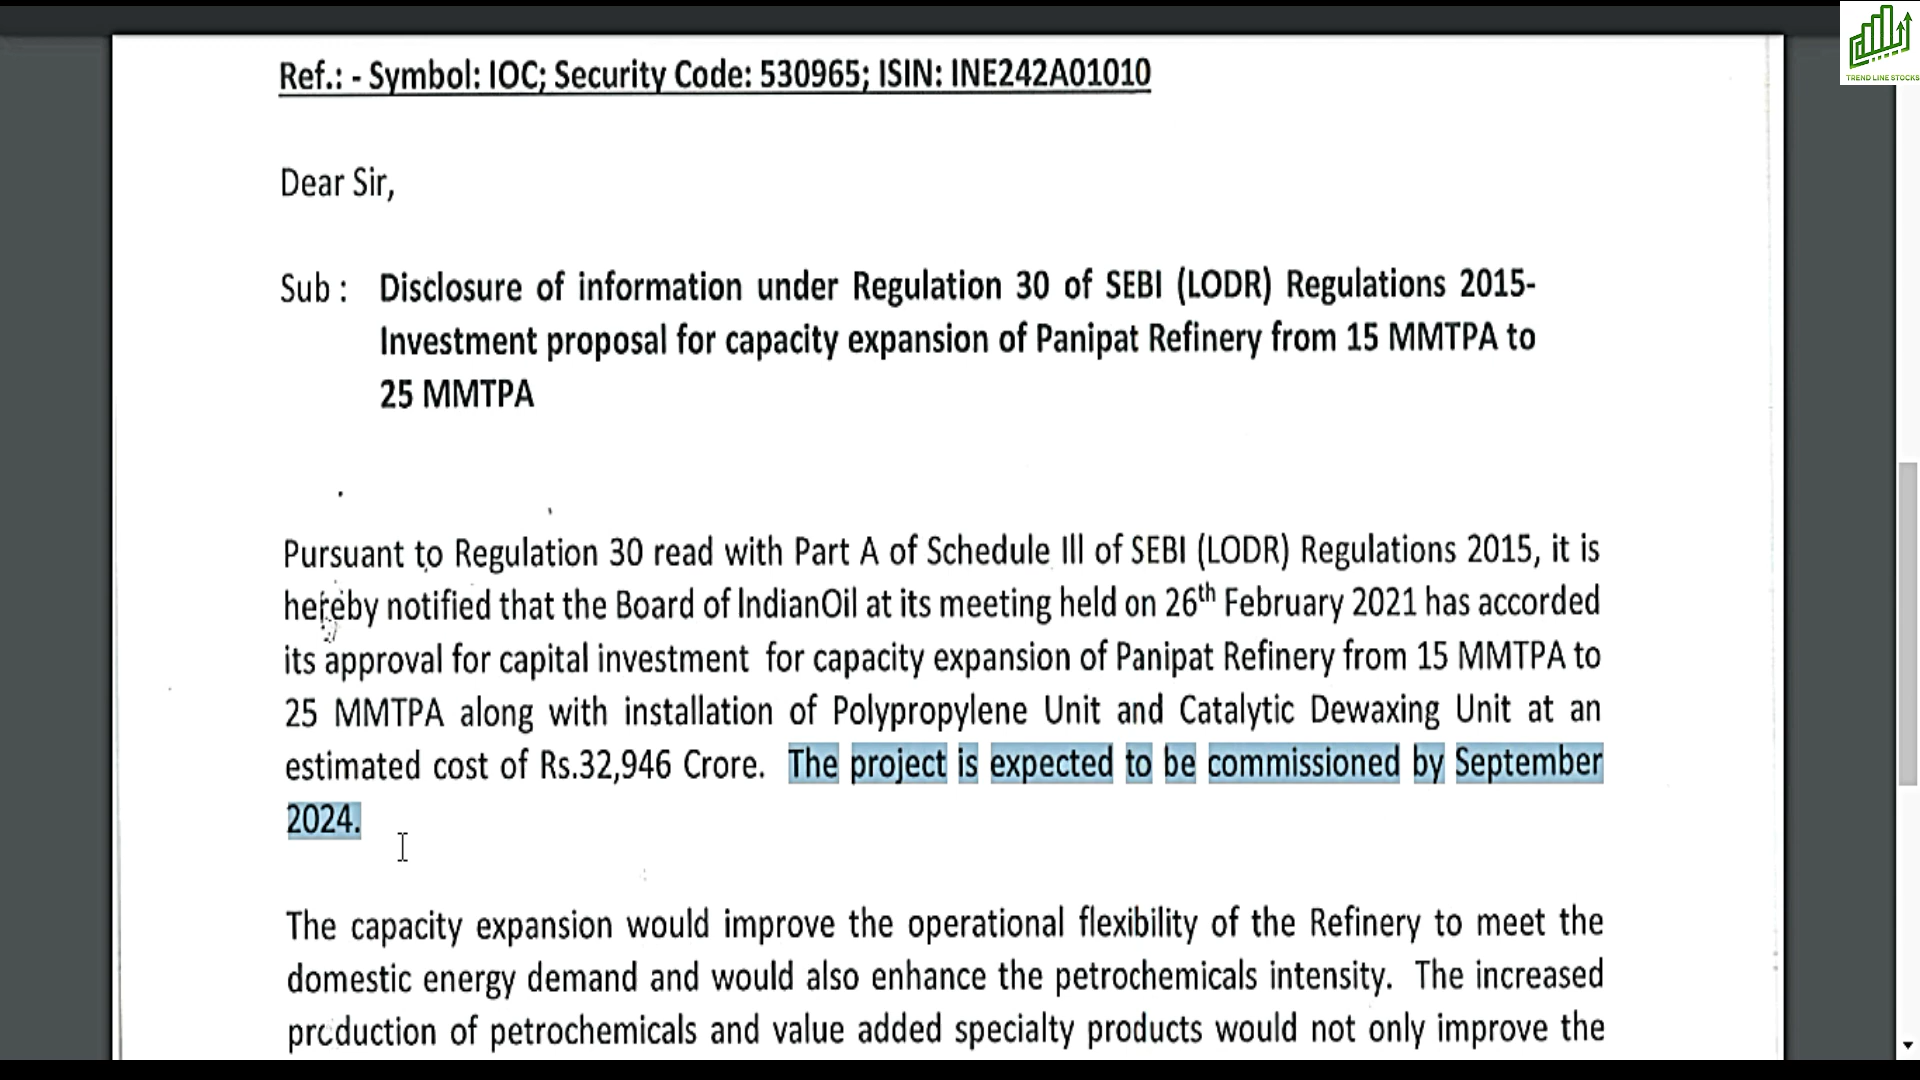 TREND LINE STOCKS
Ref.: - Symbol: IOC; Security Code: 530965; ISIN: INE242A01010
Dear Sir,
Sub : Disclosure of information under Regulation 30 of SEBI (LODR) Regulations 2015-
Investment proposal for capacity expansion of Panipat Refinery from 15 MMTPA to
25 MMTPA
Pursuant to Regulation 30 read with Part A of Schedule III of SEBI (LODR) Regulations 2015, it is
hereby notified that the Board of IndianOil at its meeting held on 26th February 2021 has accorded
its approval for capital investment for capacity expansion of Panipat Refinery from 15 MMTPA to
25 MMTPA along with installation of Polypropylene Unit and Catalytic Dewaxing Unit at an
estimated cost of Rs.32,946 Crore. The project is expected to be commissioned by September
2024.
The capacity expansion would improve the operational flexibility of the Refinery to meet the
domestic energy demand and would also enhance the petrochemicals intensity. The increased
production of petrochemicals and value added specialty products would not only improve the